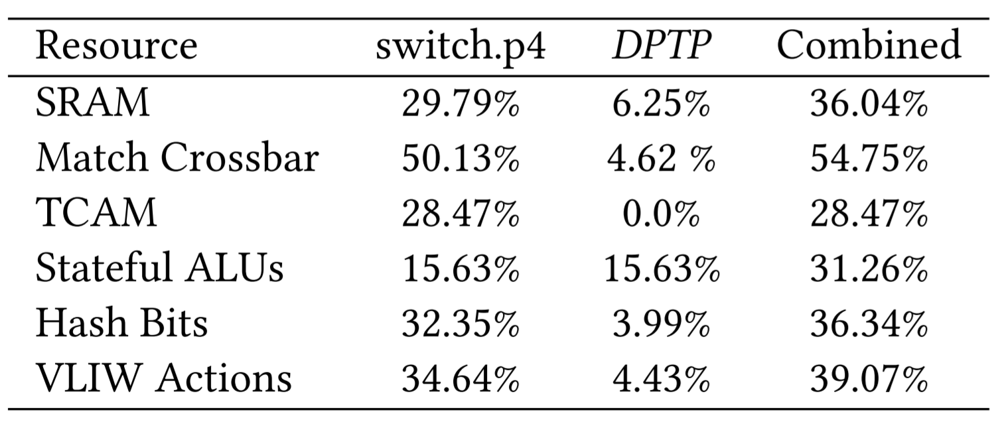 Resource switch.p4 DPTP Combined
SRAM 29.79% 6.25% 36.04%
Match Crossbar 50.13% 4.62 % 54.75%
TCAM 28.47% 0.0% 28.47%
Stateful ALUs 15.63% 15.63% 31.26%
Hash Bits 32.35% 3.99% 36.34%
VLIW Actions 34.64% 4.43% 39.07%